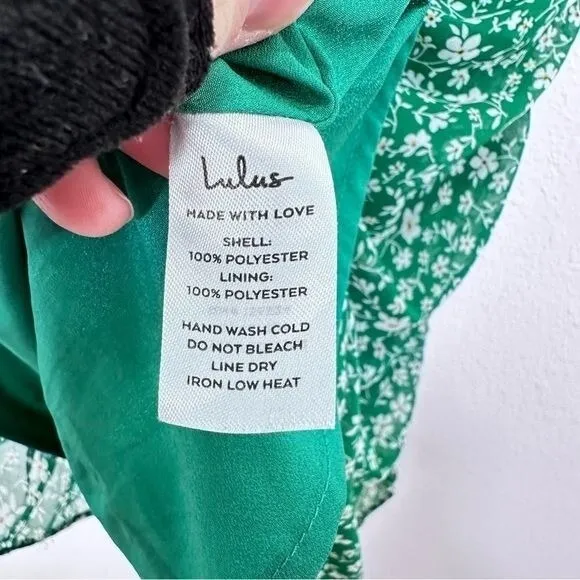 Lulus
MADE WITH LOVE
SHELL:
100% POLYESTER
LINING:
100% POLYESTER
HAND WASH COLD
DO NOT BLEACH
LINE DRY
IRON LOW HEAT